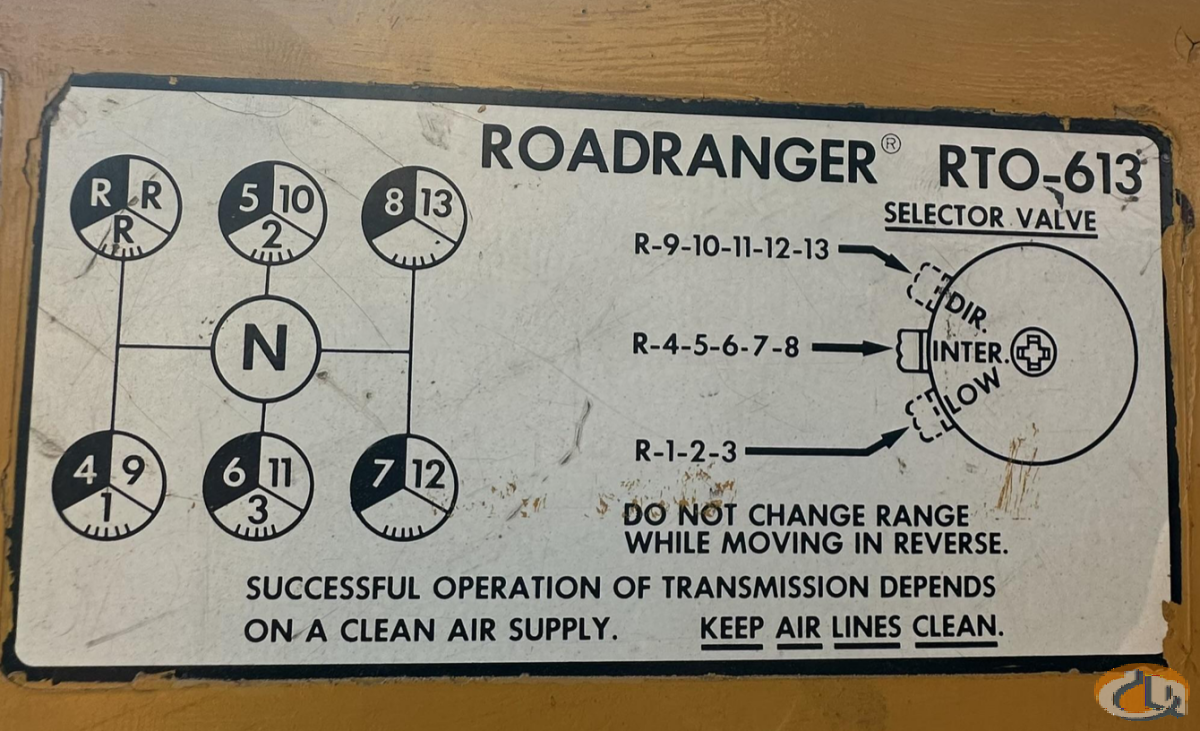 ROADRANGER® RTO-613
SELECTOR VALVE
R R R
5 10 2
8 13
N
4 9 1
6 11 3
7 12
R-9-10-11-12-13
DIR.
R-4-5-6-7-8
INTER.
LOW
R-1-2-3
DO NOT CHANGE RANGE
WHILE MOVING IN REVERSE.
SUCCESSFUL OPERATION OF TRANSMISSION DEPENDS
ON A CLEAN AIR SUPPLY. KEEP AIR LINES CLEAN.